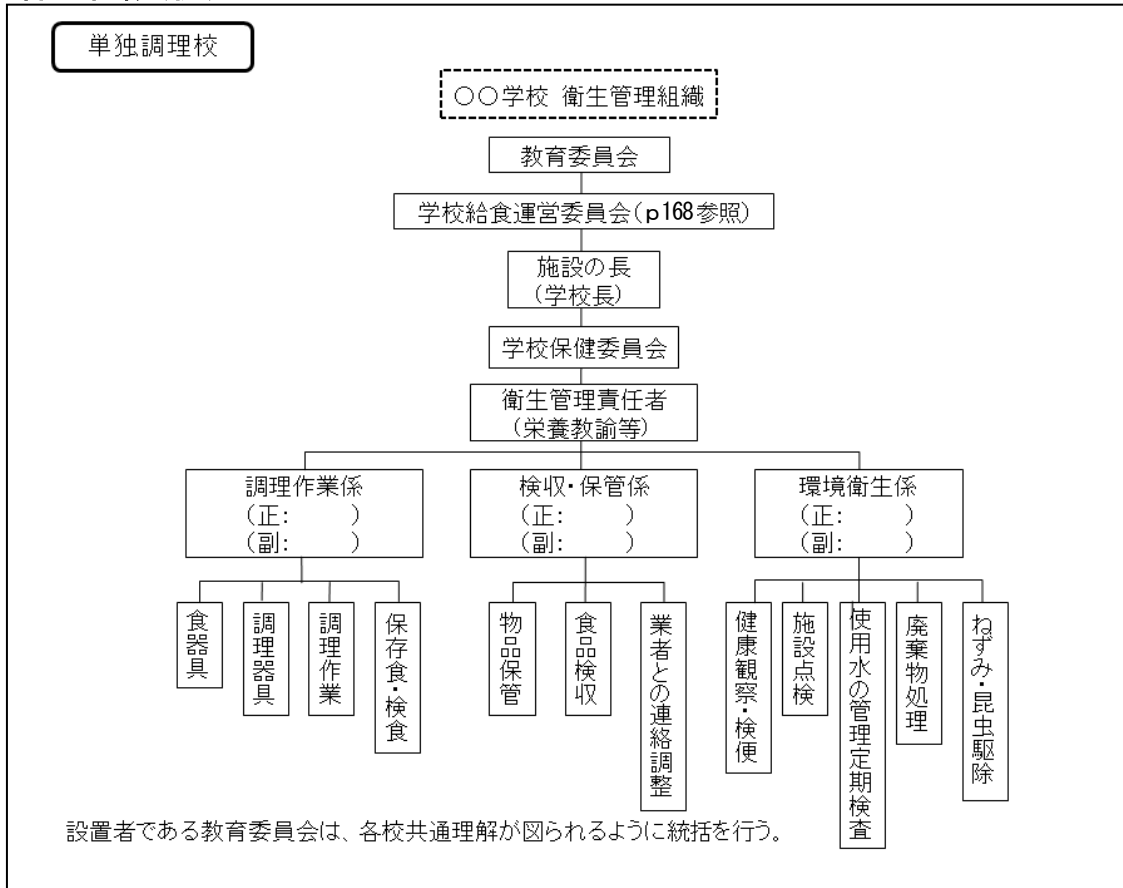 単独調理校
○○学校 衛生管理組織
教育委員会
学校給食運営委員会(p168参照)
施設の長
(学校長)
学校保健委員会
衛生管理責任者
(栄養教諭等)
調理作業係
(正: )
(副: )
検収・保管係
(正: )
(副: )
環境衛生係
(正: )
(副: )
食器具
調理器具
調理作業
保存食・検食
物品保管
食品検収
業者との連絡調整
健康観察・検便
施設点検
使用水の管理定期検査
廃棄物処理
ねずみ・昆虫駆除
設置者である教育委員会は、各校共通理解が図られるように統括を行う。